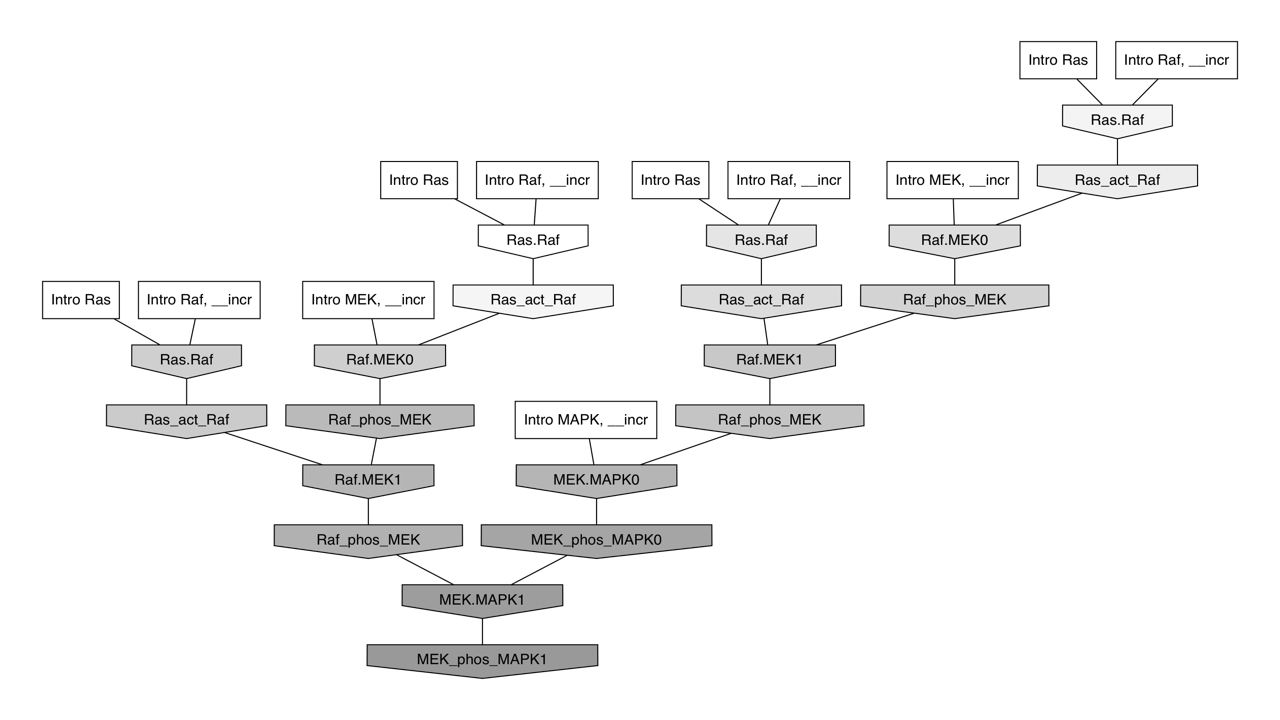 Intro Ras
Intro Raf, __incr
Ras.Raf
Intro Ras
Intro Raf, __incr
Intro Ras
Intro Raf, __incr
Intro MEK, __incr
Ras_act_Raf
Ras.Raf
Ras.Raf
Raf.MEK0
Intro Ras
Intro Raf, __incr
Intro MEK, __incr
Ras_act_Raf
Ras_act_Raf
Raf_phos_MEK
Ras.Raf
Raf.MEK0
Raf.MEK1
Ras_act_Raf
Raf_phos_MEK
Intro MAPK, __incr
Raf_phos_MEK
Raf.MEK1
MEK.MAPK0
Raf_phos_MEK
MEK_phos_MAPK0
MEK.MAPK1
MEK_phos_MAPK1